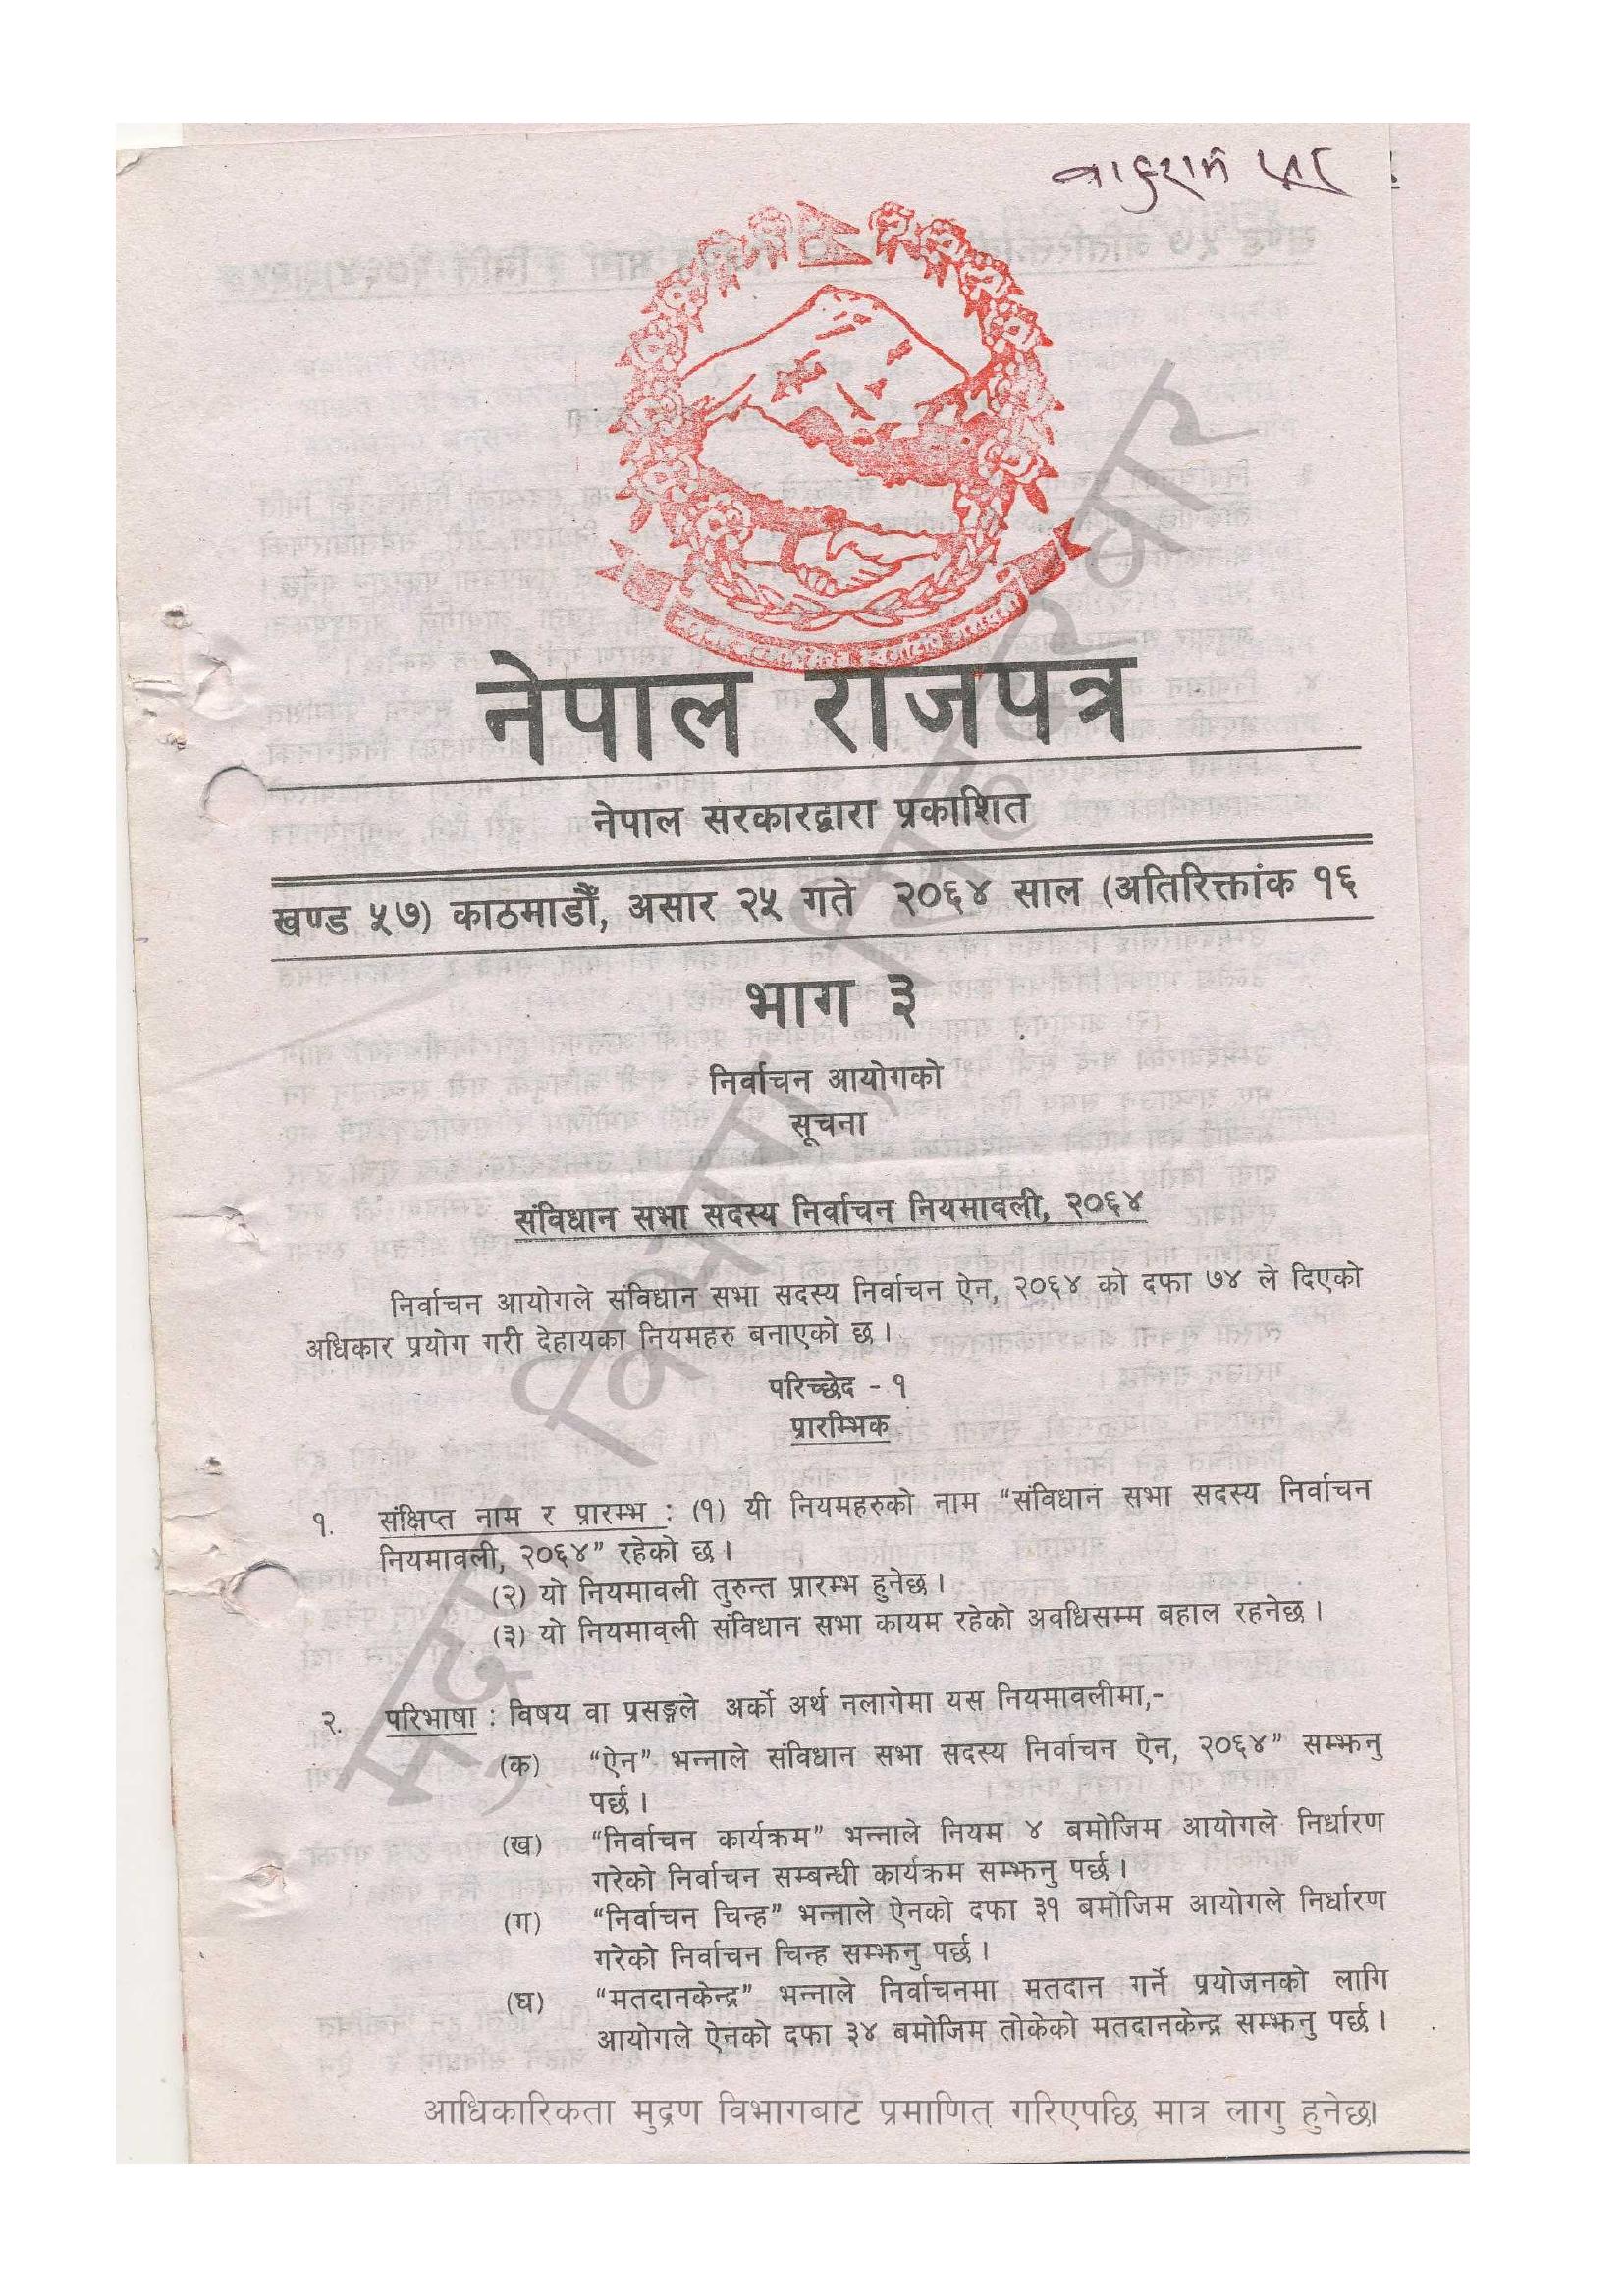 नेपाल राजपत्र
नेपाल सरकारद्वारा प्रकाशित
खण्ड ५७) काठमाडौं, असार २५ गते २०६४ साल (अतिरिक्तांक १६
भाग ३
निर्वाचन आयोगको
सूचना
संविधान सभा सदस्य निर्वाचन नियमावली, २०६४
निर्वाचन आयोगले संविधान सभा सदस्य निर्वाचन ऐन, २०६४ को दफा ७४ ले दिएको
अधिकार प्रयोग गरी देहायका नियमहरु बनाएको छ ।
परिच्छेद - १
प्रारम्भिक
१. संक्षिप्त नाम र प्रारम्भ : (१) यी नियमहरुको नाम “संविधान सभा सदस्य निर्वाचन
नियमावली, २०६४” रहेको छ ।
(२) यो नियमावली तुरुन्त प्रारम्भ हुनेछ ।
(३) यो नियमावली संविधान सभा कायम रहेको अवधिसम्म बहाल रहनेछ ।
२. परिभाषा : विषय वा प्रसङ्गले अर्को अर्थ नलागेमा यस नियमावलीमा,-
(क) “ऐन” भन्नाले संविधान सभा सदस्य निर्वाचन ऐन, २०६४” सम्झनु
पर्छ ।
(ख) “निर्वाचन कार्यक्रम” भन्नाले नियम ४ बमोजिम आयोगले निर्धारण
गरेको निर्वाचन सम्बन्धी कार्यक्रम सम्झनु पर्छ ।
(ग) “निर्वाचन चिन्ह” भन्नाले ऐनको दफा ३१ बमोजिम आयोगले निर्धारण
गरेको निर्वाचन चिन्ह सम्झनु पर्छ ।
(घ) “मतदानकेन्द्र” भन्नाले निर्वाचनमा मतदान गर्ने प्रयोजनको लागि
आयोगले ऐनको दफा ३४ बमोजिम तोकेको मतदानकेन्द्र सम्झनु पर्छ ।
आधिकारिकता मुद्रण विभागबाट प्रमाणित गरिएपछि मात्र लागु हुनेछ।